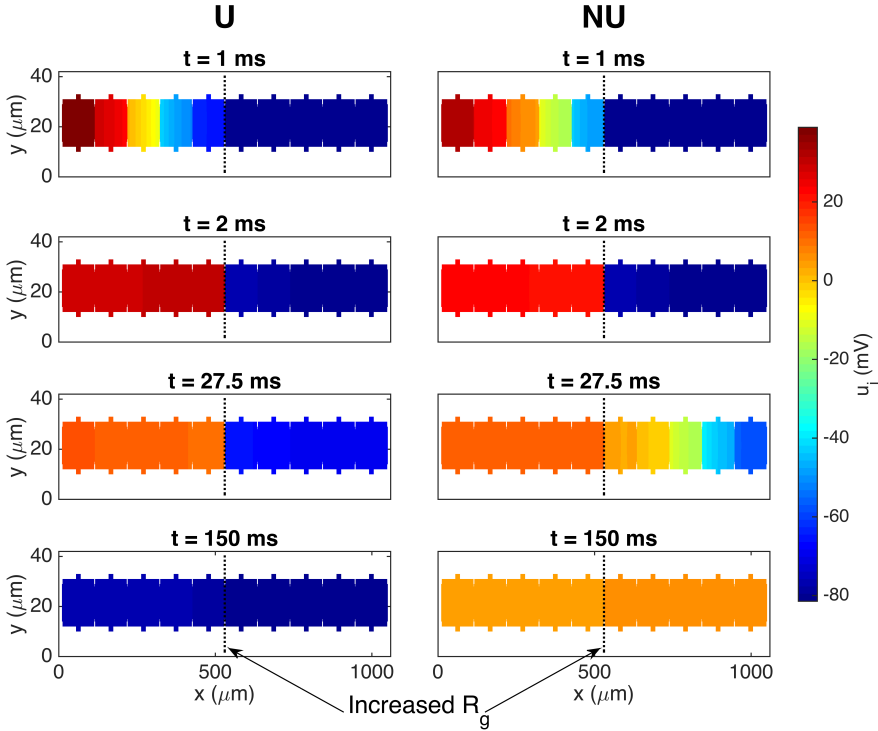 U NU
t = 1 ms t = 1 ms
40
20
0
y (μm)
t = 2 ms t = 2 ms
40
20
0
y (μm)
t = 27.5 ms t = 27.5 ms
40
20
0
y (μm)
t = 150 ms t = 150 ms
40
20
0
y (μm)
0 500 1000 0 500 1000
x (μm) x (μm)
Increased Rg
20
0
-20
-40
-60
-80
ui (mV)